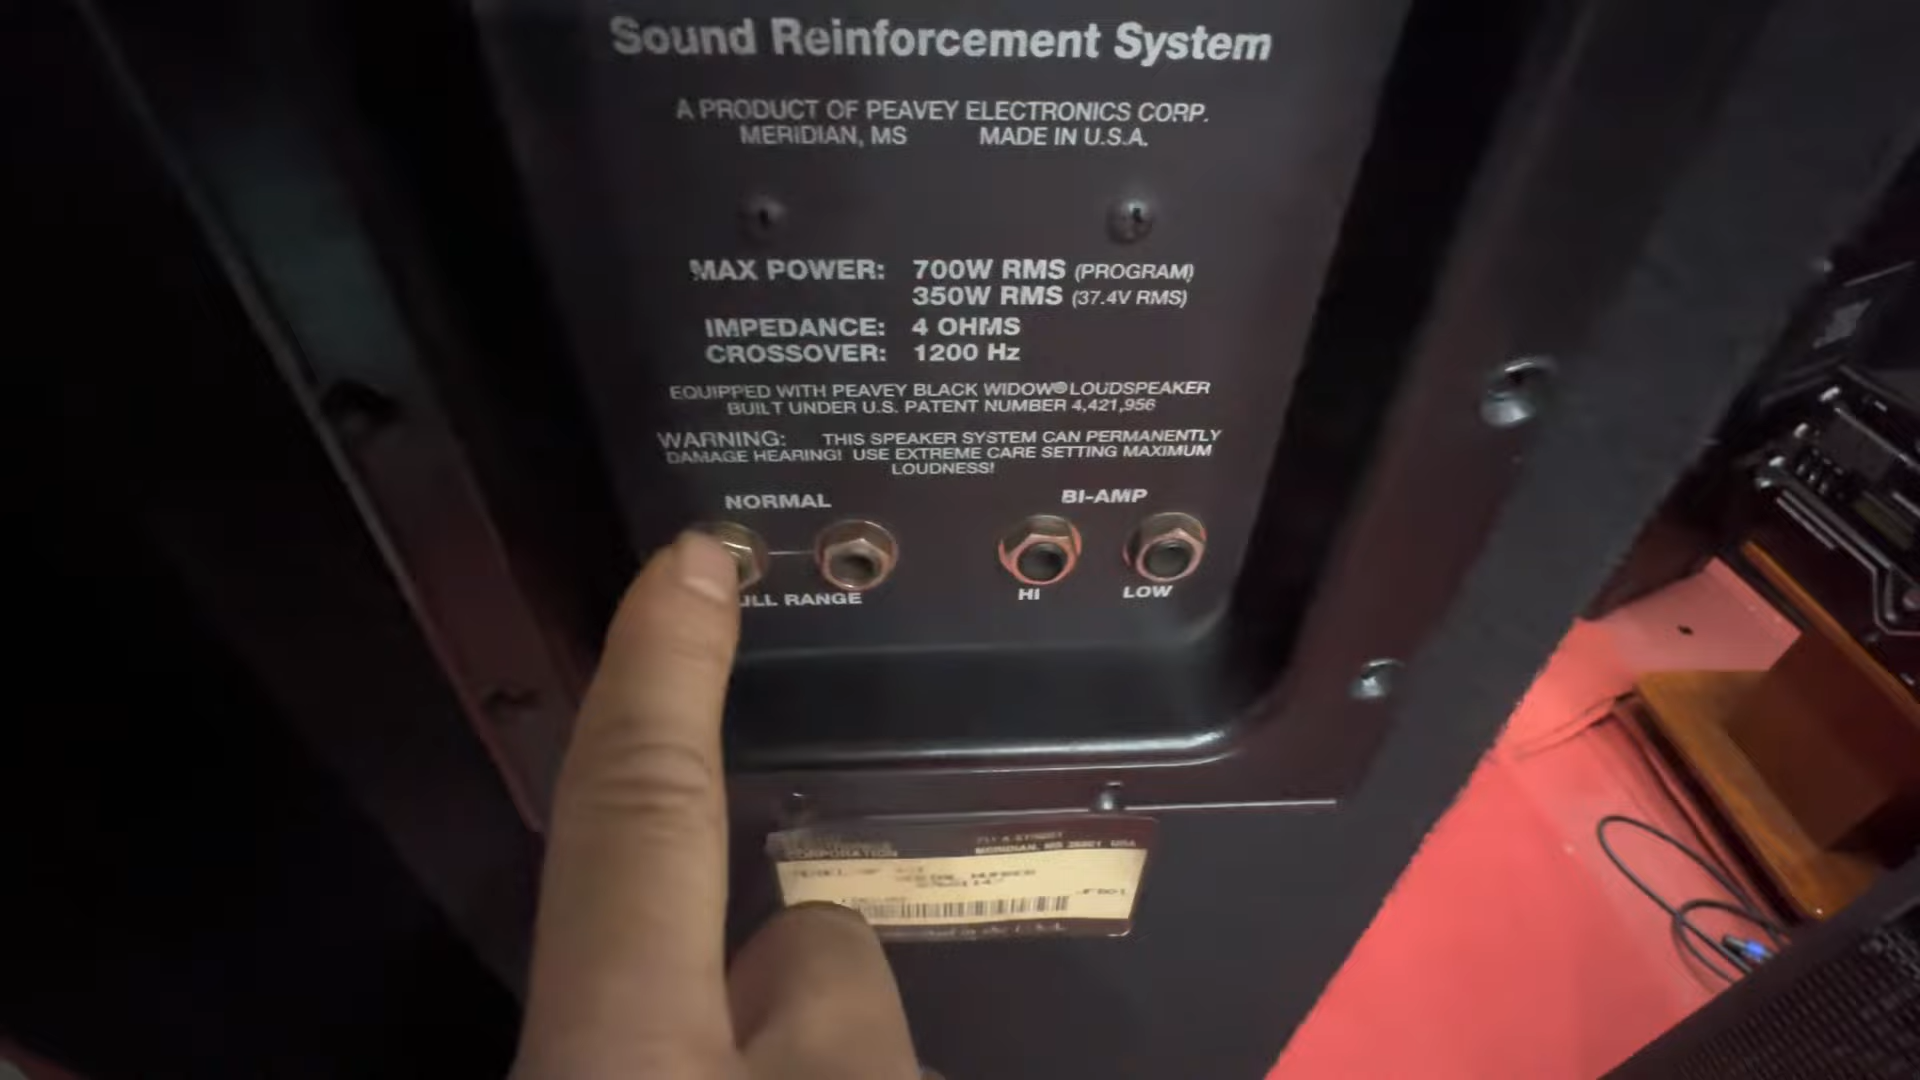 Sound Reinforcement System
A PRODUCT OF PEAVEY ELECTRONICS CORP.
MERIDIAN, MS MADE IN U.S.A.
MAX POWER: 700W RMS (PROGRAM)
350W RMS (37.4V RMS)
IMPEDANCE: 4 OHMS
CROSSOVER: 1200 Hz
EQUIPPED WITH PEAVEY BLACK WIDOW® LOUDSPEAKER
BUILT UNDER U.S. PATENT NUMBER 4,421,956
WARNING: THIS SPEAKER SYSTEM CAN PERMANENTLY
DAMAGE HEARING! USE EXTREME CARE SETTING MAXIMUM
LOUDNESS!
NORMAL BI-AMP
RANGE HI LOW
CORPORATION MERIDIAN, MS USA
SERIAL NUMBER